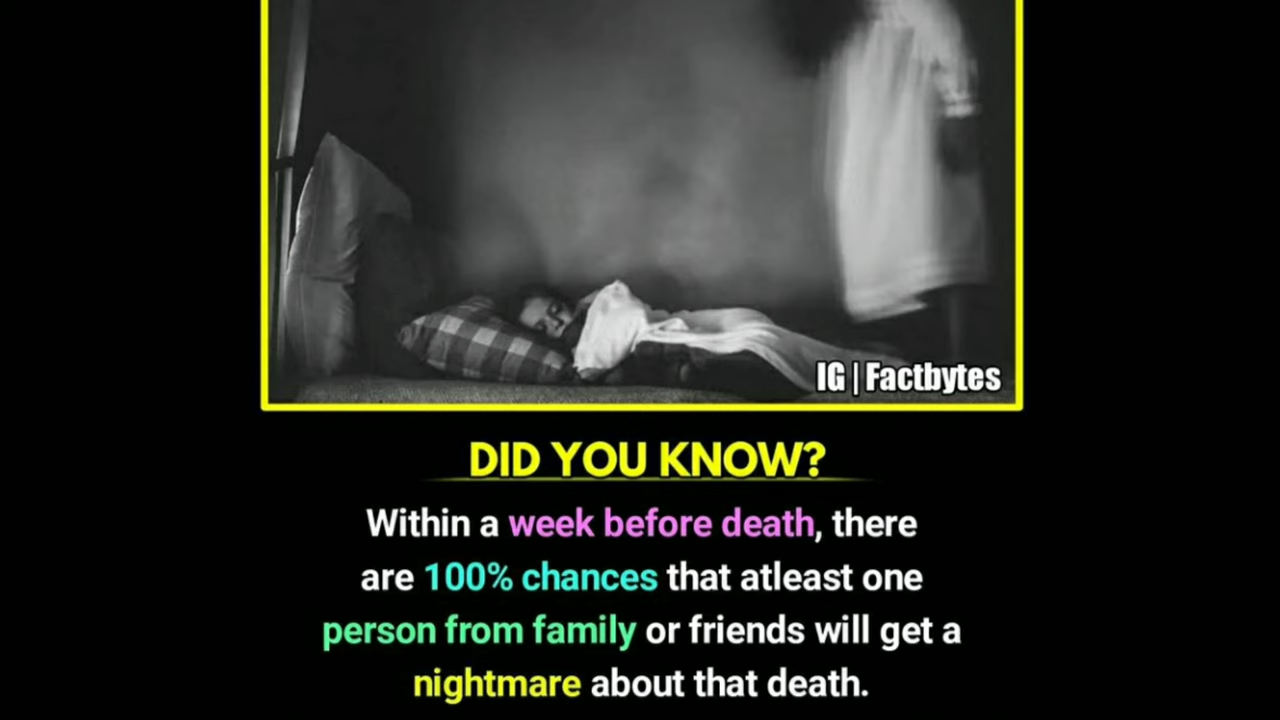 IG | Factbytes
DID YOU KNOW?
Within a week before death, there
are 100% chances that atleast one
person from family or friends will get a
nightmare about that death.